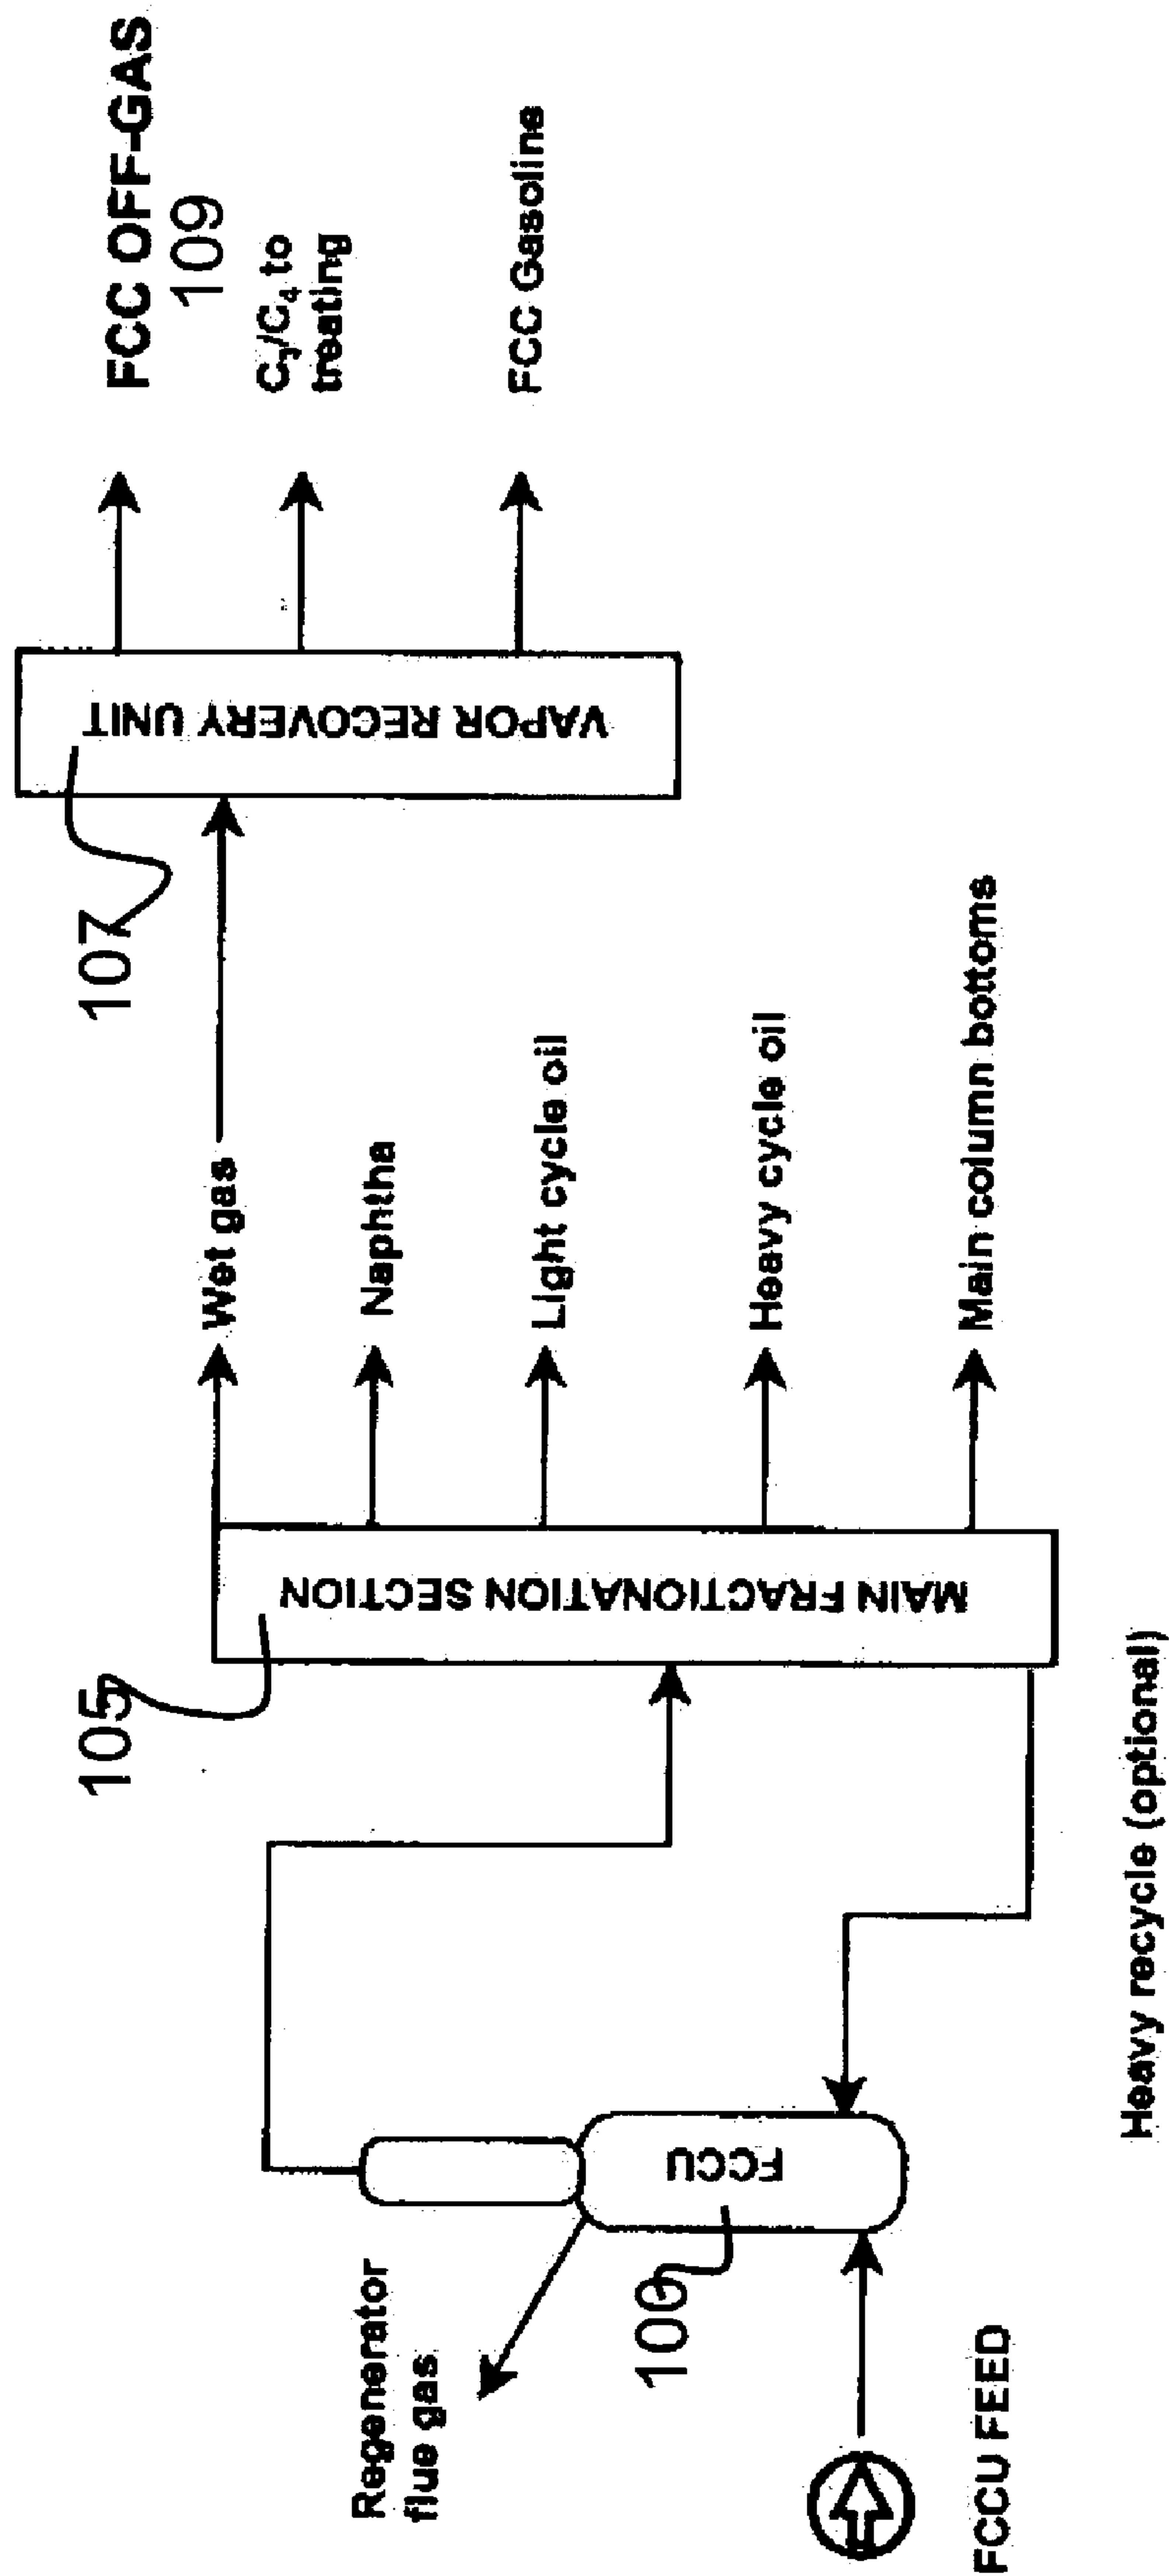 FCC OFF-GAS
109
C3/C4 to
treating
FCC Gasoline
VAPOR RECOVERY UNIT
107
Wet gas
Naphtha
Light cycle oil
Heavy cycle oil
Main column bottoms
MAIN FRACTIONATION SECTION
105
Heavy recycle (optional)
FCCU
100
Regenerator
flue gas
FCCU FEED